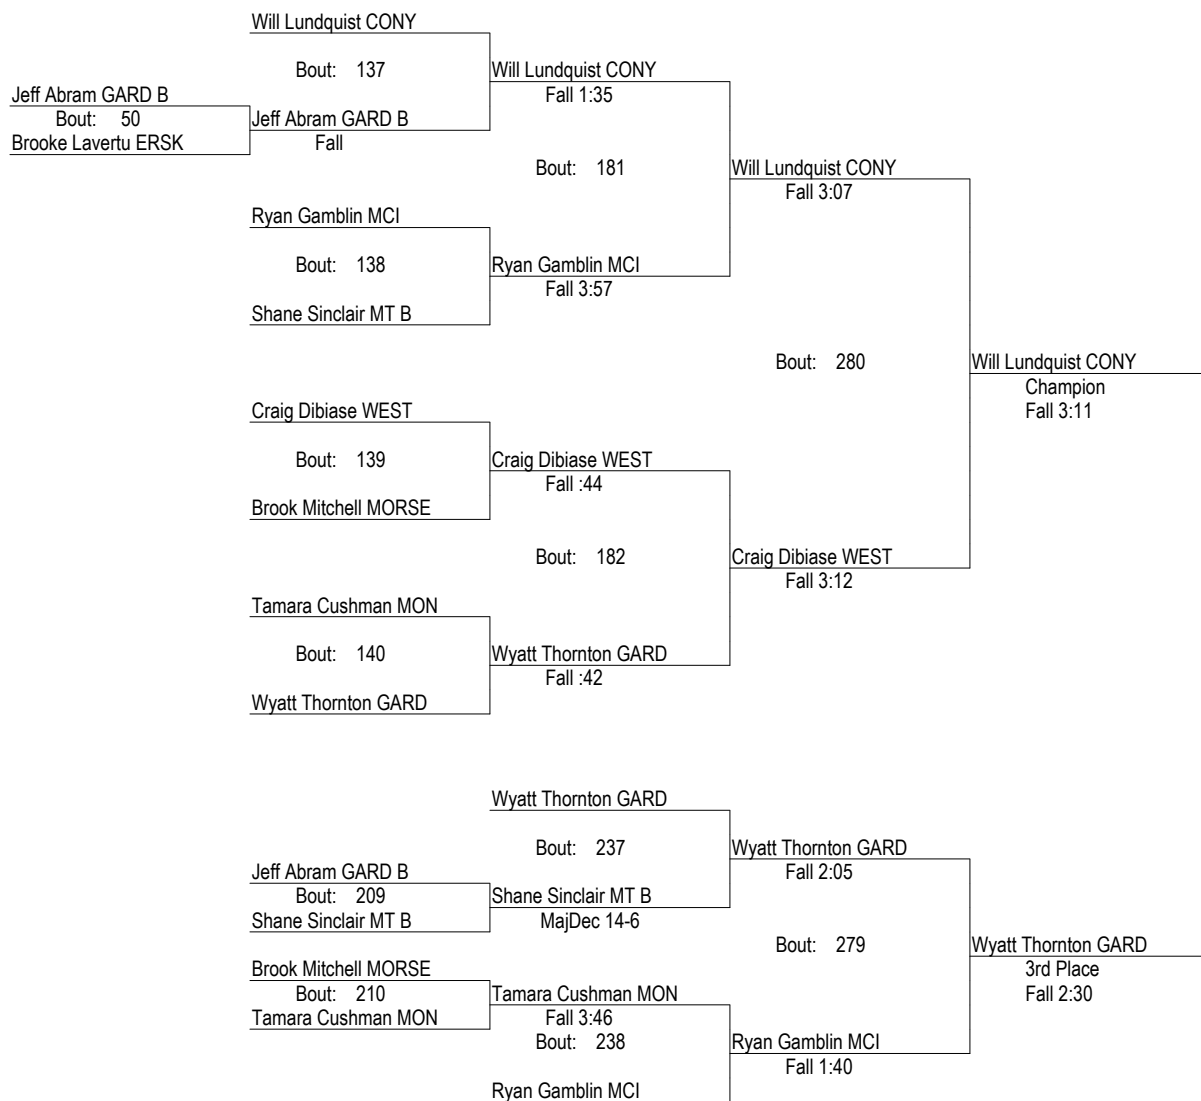 Will Lundquist CONY
Bout: 137
Will Lundquist CONY
Jeff Abram GARD B
Fall 1:35
Bout: 50
Jeff Abram GARD B
Brooke Lavertu ERSK
Fall
Bout: 181
Will Lundquist CONY
Fall 3:07
Ryan Gamblin MCI
Bout: 138
Ryan Gamblin MCI
Fall 3:57
Shane Sinclair MT B
Bout: 280
Will Lundquist CONY
Champion
Craig Dibiase WEST
Fall 3:11
Bout: 139
Craig Dibiase WEST
Fall :44
Brook Mitchell MORSE
Bout: 182
Craig Dibiase WEST
Fall 3:12
Tamara Cushman MON
Bout: 140
Wyatt Thornton GARD
Fall :42
Wyatt Thornton GARD
Wyatt Thornton GARD
Bout: 237
Wyatt Thornton GARD
Jeff Abram GARD B
Fall 2:05
Bout: 209
Shane Sinclair MT B
Shane Sinclair MT B
MajDec 14-6
Bout: 279
Wyatt Thornton GARD
Brook Mitchell MORSE
3rd Place
Bout: 210
Tamara Cushman MON
Fall 2:30
Tamara Cushman MON
Fall 3:46
Bout: 238
Ryan Gamblin MCI
Fall 1:40
Ryan Gamblin MCI